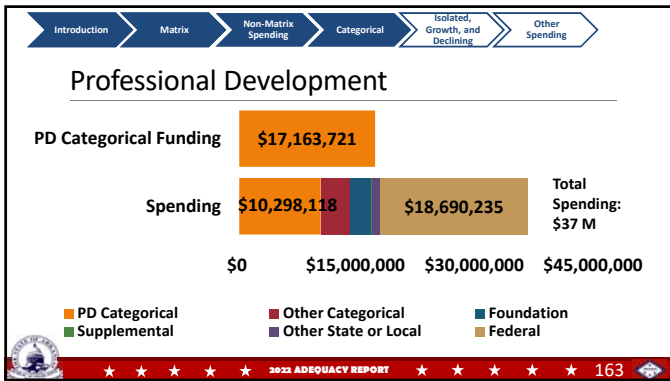 Introduction
Matrix
Non-Matrix
Spending
Categorical
Isolated,
Growth, and
Declining
Other
Spending
Professional Development
PD Categorical Funding
$17,163,721
Spending
$10,298,118
$18,690,235
Total
Spending:
$37 M
$0 $15,000,000 $30,000,000 $45,000,000
PD Categorical Other Categorical Foundation
Supplemental Other State or Local Federal
2022 ADEQUACY REPORT
163